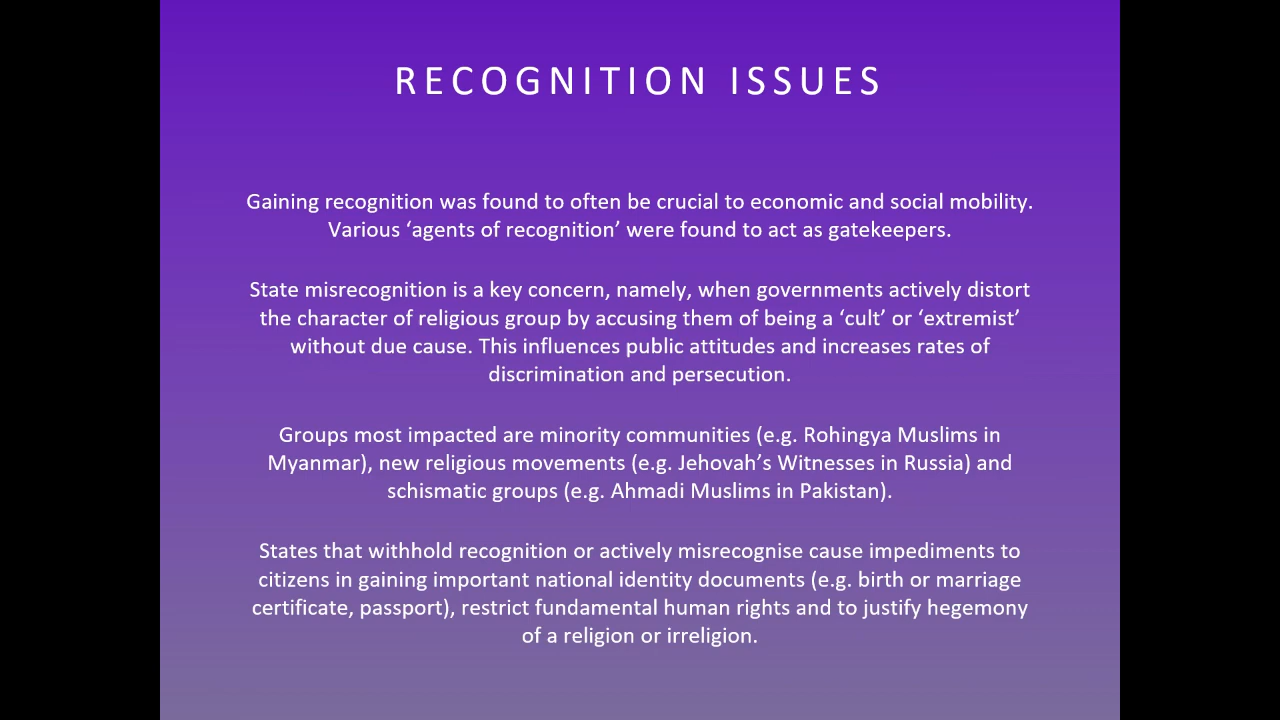 RECOGNITION ISSUES
Gaining recognition was found to often be crucial to economic and social mobility.
Various ‘agents of recognition’ were found to act as gatekeepers.
State misrecognition is a key concern, namely, when governments actively distort
the character of religious group by accusing them of being a ‘cult’ or ‘extremist’
without due cause. This influences public attitudes and increases rates of
discrimination and persecution.
Groups most impacted are minority communities (e.g. Rohingya Muslims in
Myanmar), new religious movements (e.g. Jehovah’s Witnesses in Russia) and
schismatic groups (e.g. Ahmadi Muslims in Pakistan).
States that withhold recognition or actively misrecognise cause impediments to
citizens in gaining important national identity documents (e.g. birth or marriage
certificate, passport), restrict fundamental human rights and to justify hegemony
of a religion or irreligion.